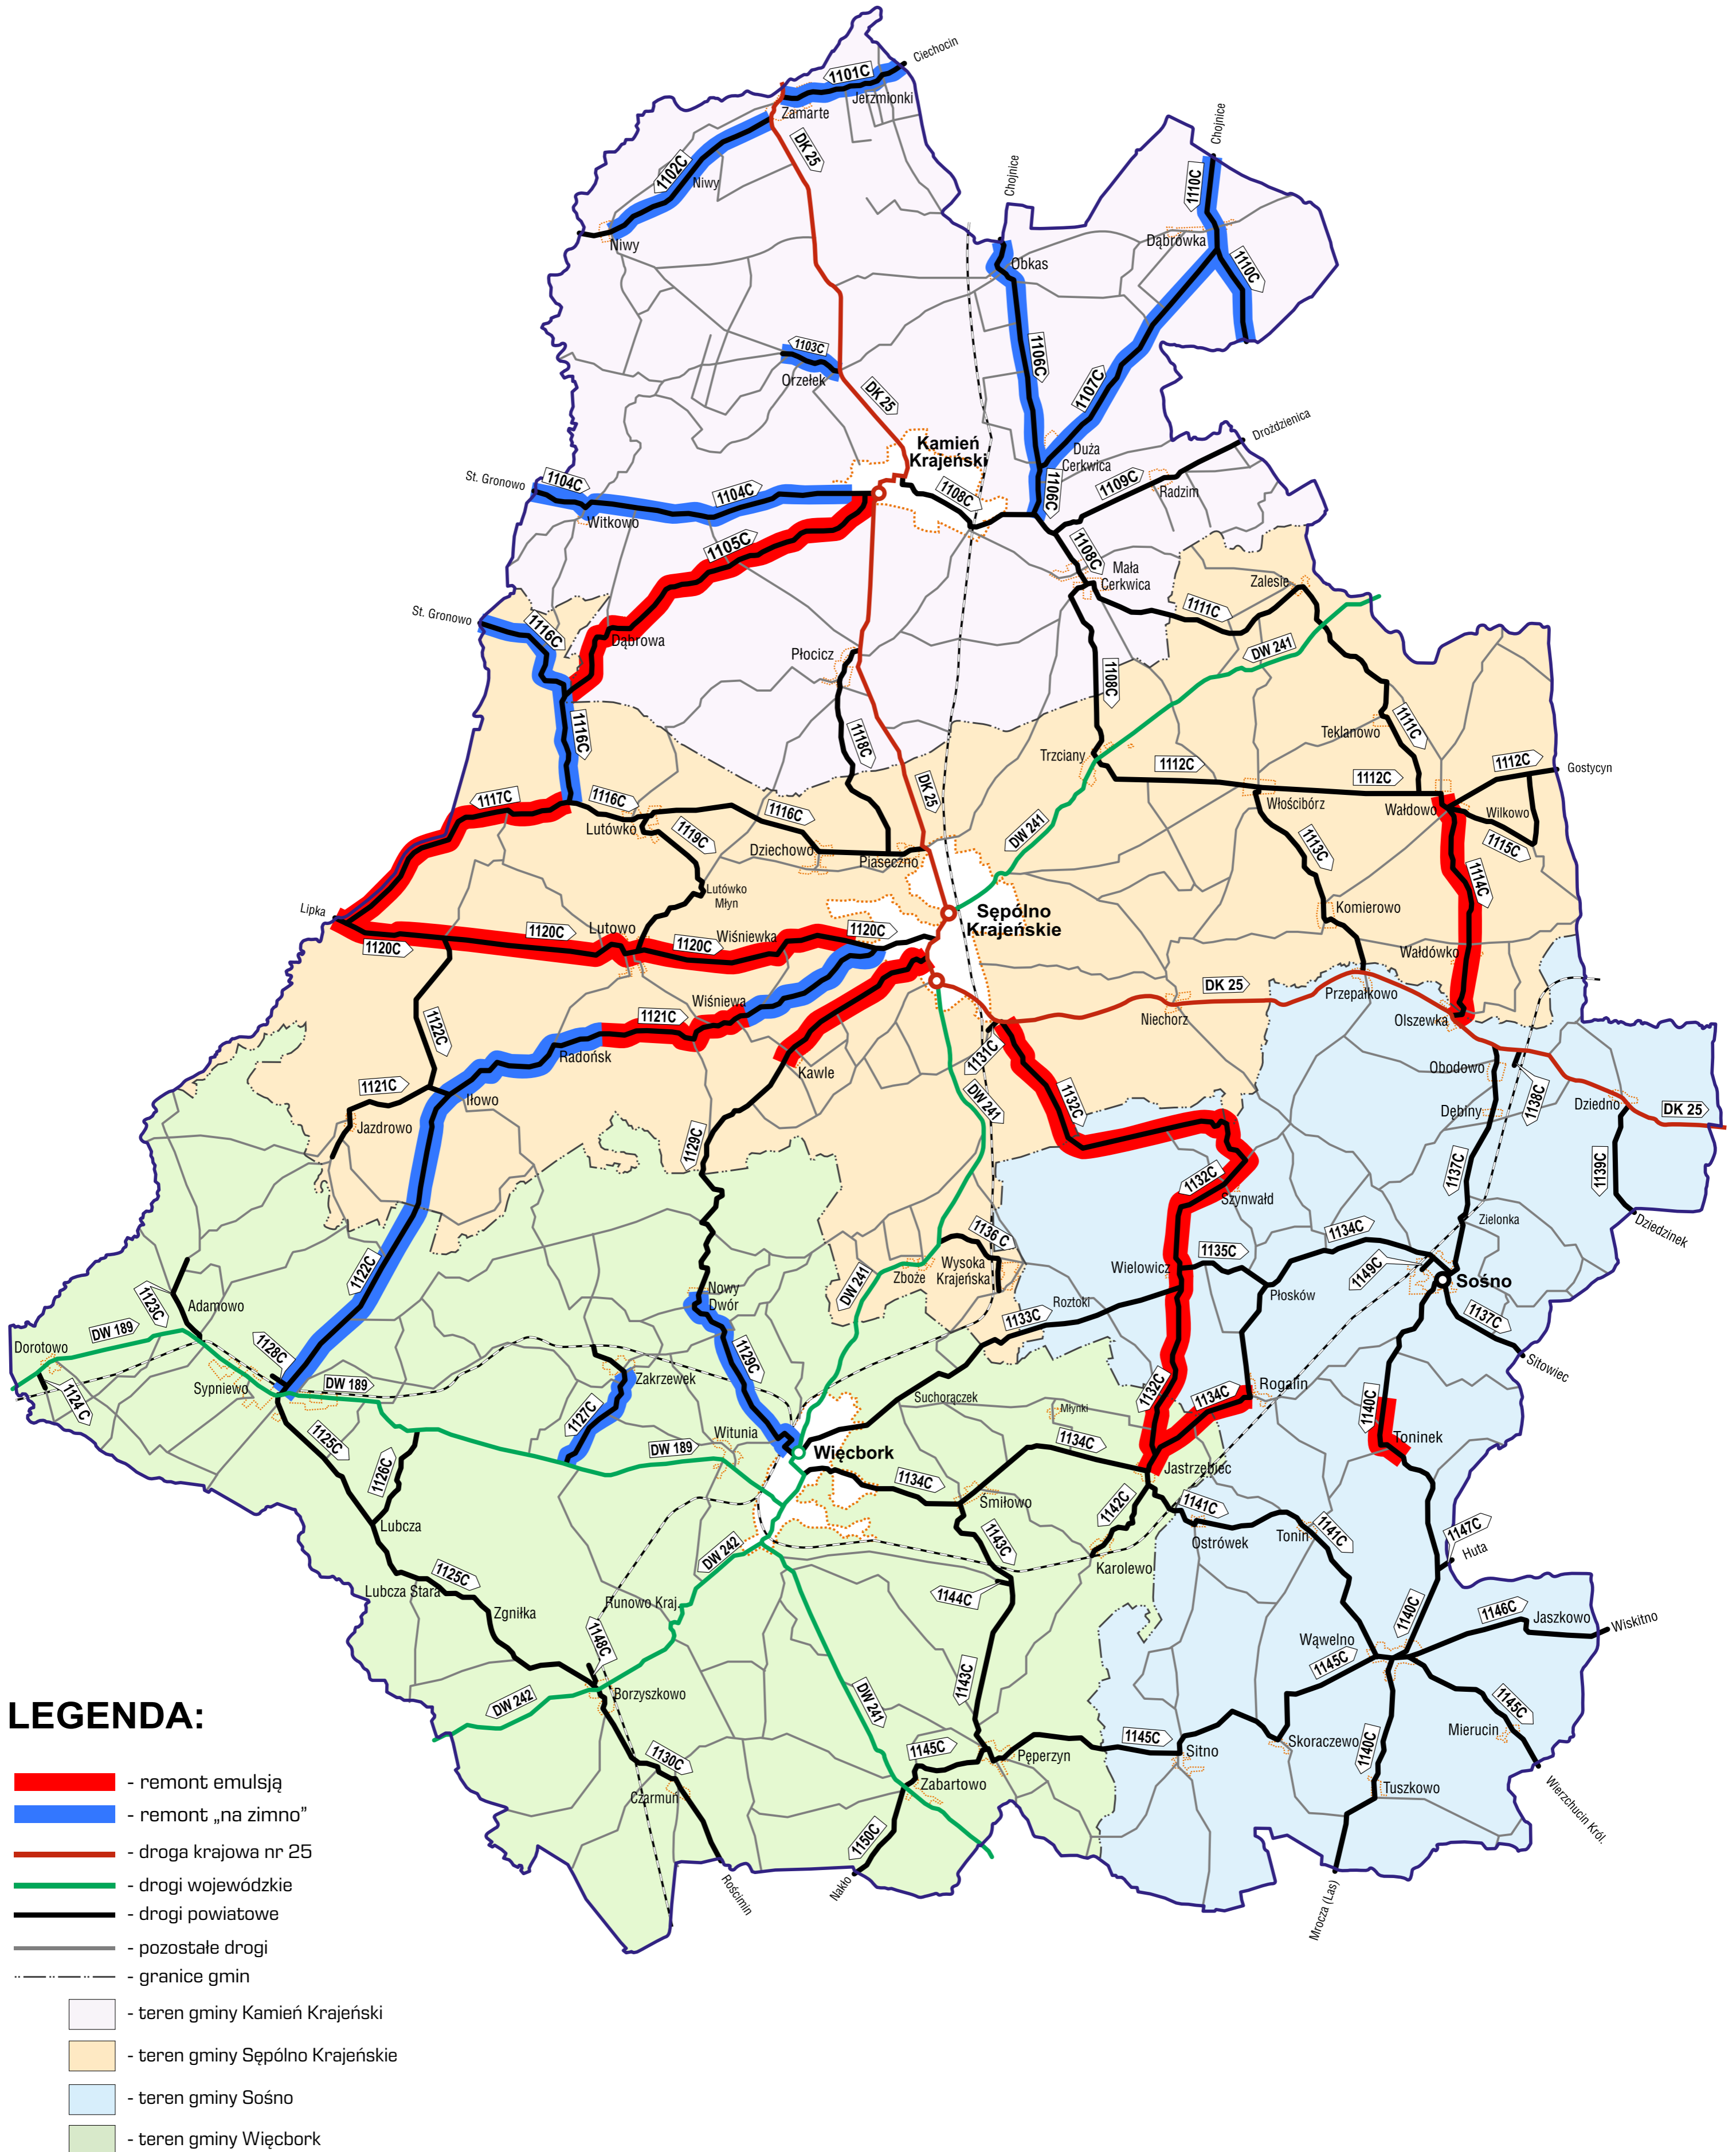 Ciechocin
1101C
Jerzmionki
Zamarte
DK 25
1102C
Niwy
Niwy
Chojnice
Chojnice
1110C
Dąbrówka
1110C
Obkas
1103C
Orzełek
1106C
1107C
DK 25
Kamień
Krajeński
Duża
Cerkwica
Drożdzienica
St. Gronowo
1104C
1104C
1108C
1106C
1109C
Radzim
Witkowo
1105C
1108C
Mała
Cerkwica
Zalesie
St. Gronowo
1116C
1111C
Dąbrowa
Płocicz
DW 241
1108C
1116C
1118C
Teklanowo
1111C
Trzciany
1112C
1112C
1112C
Gostycyn
DK 25
1117C
1116C
1116C
Włościbórz
Wałdowo
Wilkowo
Lutówko
1119C
DW 241
1113C
1115C
Dziechowo
Piaseczno
1114C
Lutówko
Młyn
Lipka
Komierowo
Sępólno
Krajeńskie
1120C
1120C
Lutowo
1120C
Wiśniewka
1120C
Wałdówko
DK 25
Przepałkowo
Wiśniewa
1121C
Niechorz
Olszewka
1122C
Radońsk
1131C
Kawle
Obodowo
1138C
1121C
Iłowo
DW 241
1132C
Dębiny
Dziedno
DK 25
Jazdrowo
1129C
1137C
1139C
1132C
Szynwałd
Zielonka
Dziedzinek
1136 C
1134C
1135C
Wysoka
Krajeńska
Zboże
Wielowicz
1149C
Sośno
1122C
DW 241
Nowy
Dwór
Roztoki
1133C
Płosków
1137C
1123C
Adamowo
DW 189
Dorotowo
1128C
1129C
Sitowiec
Sypniewo
DW 189
Zakrzewek
1124 C
1127C
Suchorączek
1132C
1134C
Rogalin
Młynki
1140C
1125C
Witunia
DW 189
Więcbork
1134C
Toninek
1126C
1134C
Jastrzębiec
Śmiłowo
1142C
1141C
Lubcza
1143C
Ostrówek
Tonin
1141C
1147C
Huta
DW 242
Karolewo
1125C
Lubcza Stara
1144C
Runowo Kraj.
Zgniłka
1140C
1146C
Jaszkowo
Wiskitno
1148C
Wąwelno
1145C
1143C
Borzyszkowo
DW 242
DW 241
1145C
Mierucin
LEGENDA:
1145C
1145C
Pęperzyn
Sitno
Skoraczewo
1140C
1130C
Zabartowo
Tuszkowo
Czarmuń
Wierzchucin Król.
1150C
Rościmin
Nakło
Mrocza (Las)
- remont emulsją
- remont „na zimno”
- droga krajowa nr 25
- drogi wojewódzkie
- drogi powiatowe
- pozostałe drogi
- granice gmin
- teren gminy Kamień Krajeński
- teren gminy Sępólno Krajeńskie
- teren gminy Sośno
- teren gminy Więcbork